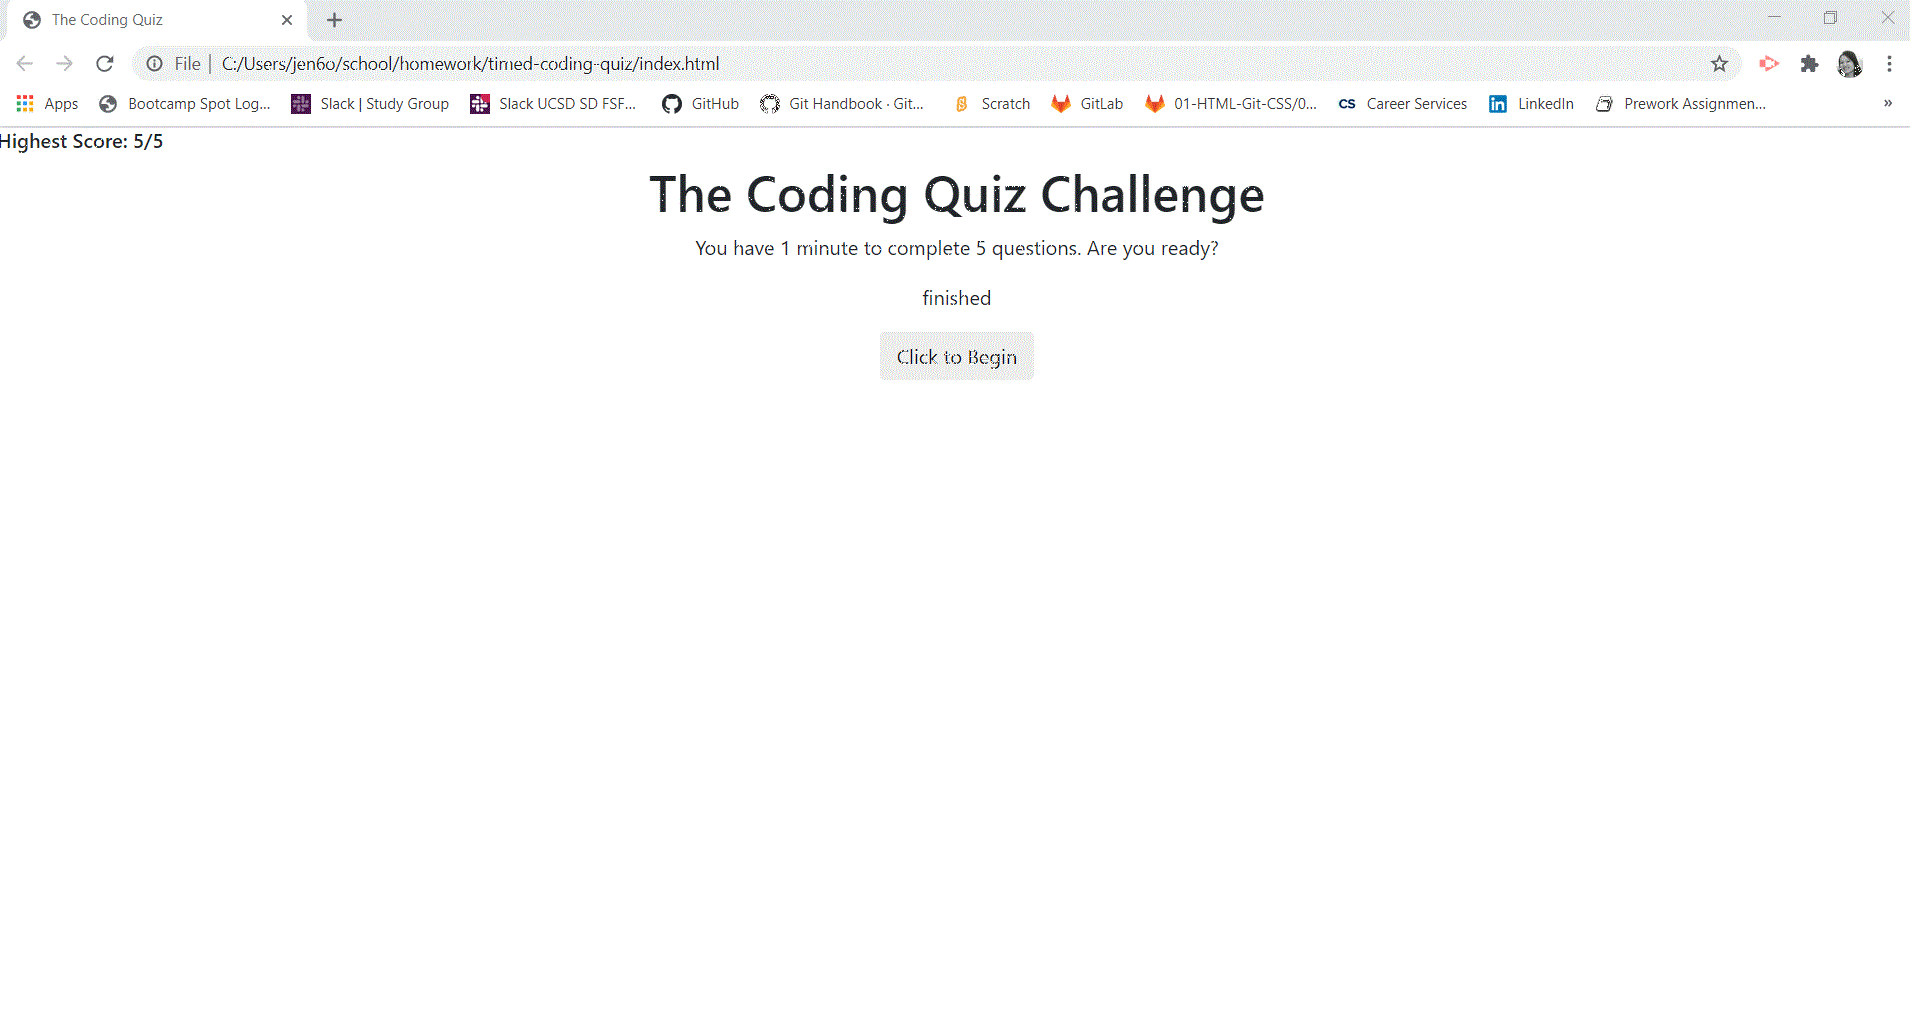 The Coding Quiz
File | C:/Users/jen6o/school/homework/timed-coding-quiz/index.html
Apps Bootcamp Spot Log... Slack | Study Group Slack UCSD SD FSF... GitHub Git Handbook · Git... Scratch GitLab 01-HTML-Git-CSS/0... CS Career Services LinkedIn Prework Assignmen... »
Highest Score: 5/5
The Coding Quiz Challenge
You have 1 minute to complete 5 questions. Are you ready?
finished
Click to Begin